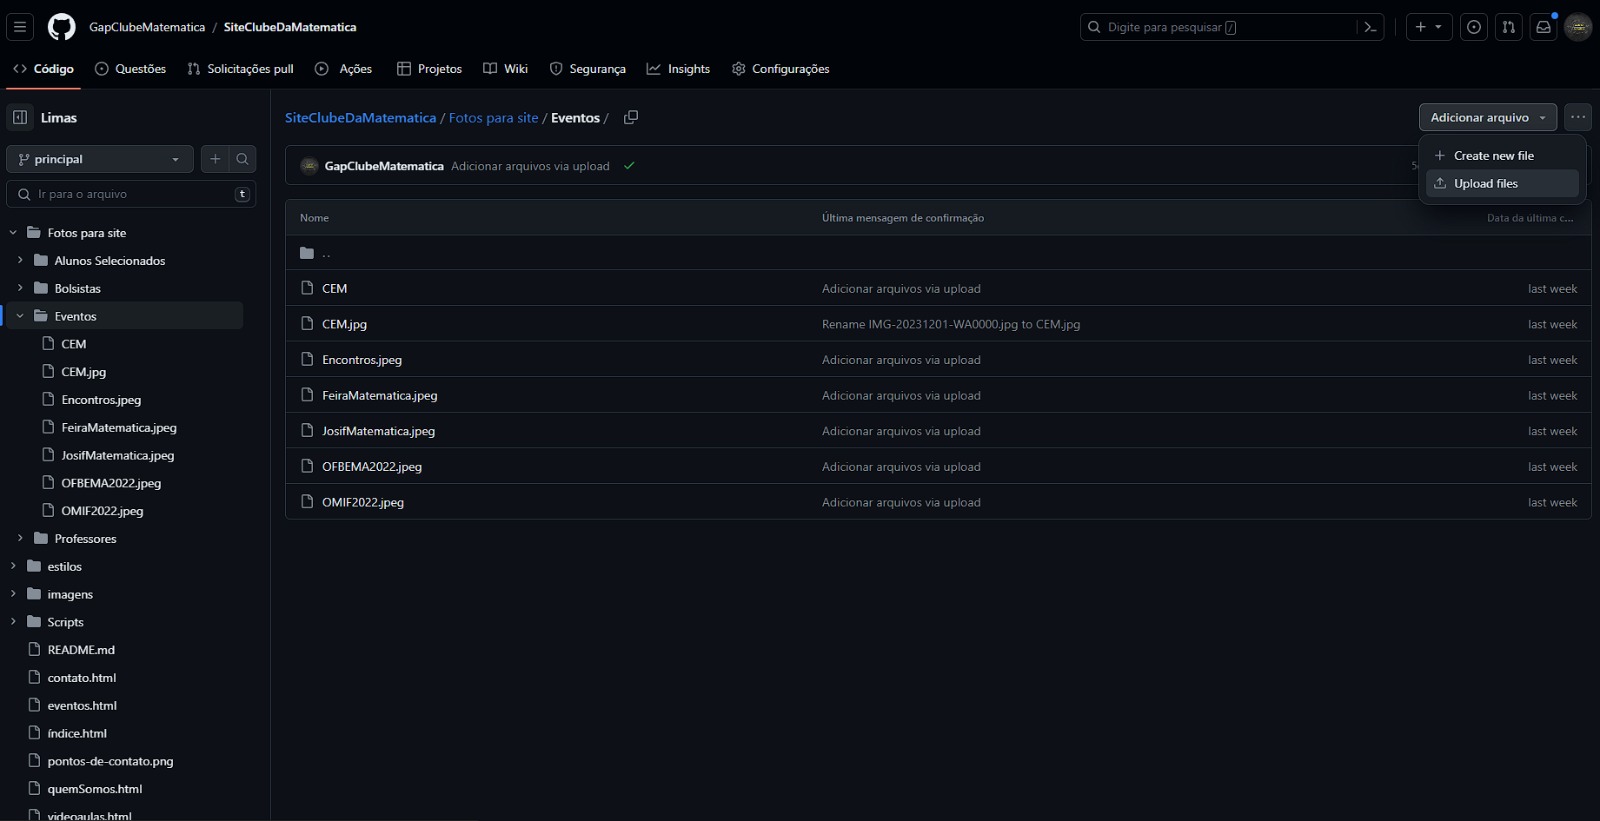 GapClubeMatematica / SiteClubeDaMatematica
Digite para pesquisar /
Código Questões Solicitações pull Ações Projetos Wiki Segurança Insights Configurações
Limas
principal
Ir para o arquivo t
Fotos para site
Alunos Selecionados
Bolsistas
Eventos
CEM
CEM.jpg
Encontros.jpeg
FeiraMatematica.jpeg
JosifMatematica.jpeg
OFBEMA2022.jpeg
OMIF2022.jpeg
Professores
estilos
imagens
Scripts
README.md
contato.html
eventos.html
índice.html
pontos-de-contato.png
quemSomos.html
videoaulas.html
SiteClubeDaMatematica / Fotos para site / Eventos /
Adicionar arquivo
Create new file
Upload files
GapClubeMatematica Adicionar arquivos via upload
Nome Última mensagem de confirmação Data da última c...
..
CEM Adicionar arquivos via upload last week
CEM.jpg Rename IMG-20231201-WA0000.jpg to CEM.jpg last week
Encontros.jpeg Adicionar arquivos via upload last week
FeiraMatematica.jpeg Adicionar arquivos via upload last week
JosifMatematica.jpeg Adicionar arquivos via upload last week
OFBEMA2022.jpeg Adicionar arquivos via upload last week
OMIF2022.jpeg Adicionar arquivos via upload last week